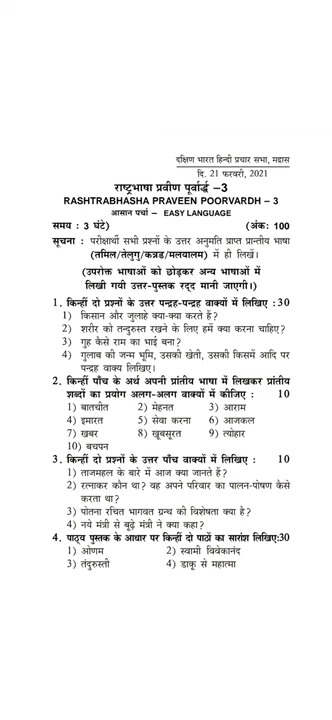 दक्षिण भारत हिन्दी प्रचार सभा, मद्रास
दि. 21 फरवरी, 2021
राष्ट्रभाषा प्रवीण पूर्वार्द्ध –3
RASHTRABHASHA PRAVEEN POORVARDH – 3
आसान पर्चा – EASY LANGUAGE
समय : 3 घंटे) (अंक: 100
सूचना : परीक्षार्थी सभी प्रश्नों के उत्तर अनुमति प्राप्त प्रान्तीय भाषा
(तमिल/तेलुगु/कन्नड/मलयालम) में ही लिखें।
(उपरोक्त भाषाओं को छोड़कर अन्य भाषाओं में
लिखी गयी उत्तर-पुस्तक रद्द मानी जाएगी।)
1. किन्हीं दो प्रश्नों के उत्तर पन्द्रह-पन्द्रह वाक्यों में लिखिए :30
1) किसान और जुलाहे क्या-क्या करते हैं?
2) शरीर को तन्दुरुस्त रखने के लिए हमें क्या करना चाहिए?
3) गुह कैसे राम का भाई बना?
4) गुलाब की जन्म भूमि, उसकी खेती, उसकी किसमें आदि पर
पन्द्रह वाक्य लिखिए।
2. किन्हीं पाँच के अर्थ अपनी प्रांतीय भाषा में लिखकर प्रांतीय
शब्दों का प्रयोग अलग-अलग वाक्यों में कीजिए : 10
1) बातचीत 2) मेहनत 3) आराम
4) इमारत 5) सेवा करना 6) आजकल
7) खबर 8) खूबसूरत 9) त्योहार
10) बचपन
3. किन्हीं दो प्रश्नों के उत्तर पाँच वाक्यों में लिखिए : 10
1) ताजमहल के बारे में आज क्या जानते हैं?
2) रत्नाकर कौन था? वह अपने परिवार का पालन-पोषण कैसे
करता था?
3) पोतना रचित भागवत ग्रन्थ की विशेषता क्या है?
4) नये मंत्री से बूढ़े मंत्री ने क्या कहा?
4. पाठ्य पुस्तक के आधार पर किन्हीं दो पाठों का सारांश लिखिए:30
1) ओणम 2) स्वामी विवेकानंद
3) तंदुरुस्ती 4) डाकू से महात्मा